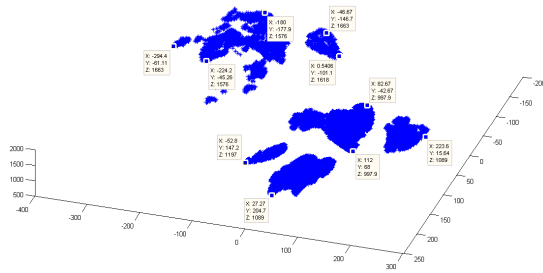 X: -46.67
Y: -146.7
Z: 1663
X: -180
Y: -177.9
Z: 1576
X: -294.4
Y: -61.11
Z: 1663
X: -224.2
Y: -45.26
Z: 1576
X: 0.5406
Y: -101.1
Z: 1618
X: 82.67
Y: -42.67
Z: 997.9
X: 223.6
Y: 15.64
Z: 1089
X: -52.8
Y: 147.2
Z: 1197
X: 112
Y: 68
Z: 997.9
X: 27.27
Y: 204.7
Z: 1089
2000
1500
1000
500
-400
-300
-200
-100
0
100
200
300
250
200
150
100
50
0
-50
-100
-150
-200